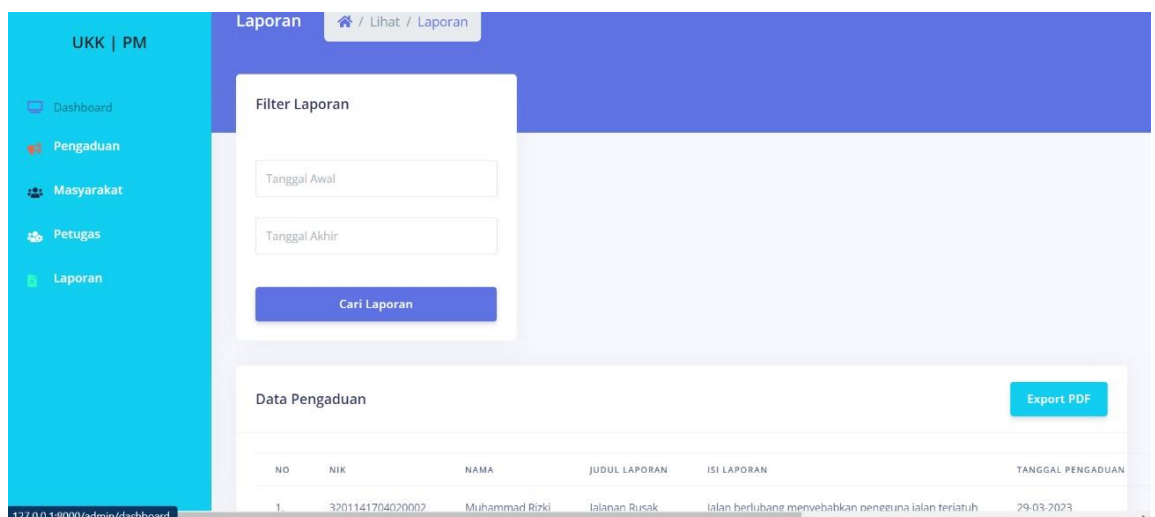 UKK | PM
Dashboard
Pengaduan
Masyarakat
Petugas
Laporan
Laporan / Lihat / Laporan
Filter Laporan
Tanggal Awal
Tanggal Akhir
Cari Laporan
Data Pengaduan Export PDF
NO NIK NAMA JUDUL LAPORAN ISI LAPORAN TANGGAL PENGADUAN
1. 3201141704020002 Muhammad Rizki Jalanan Rusak Jalan berlubang menyebabkan pengguna jalan terjatuh 29-03-2023
127.0.0.1:8000/admin/dashboard